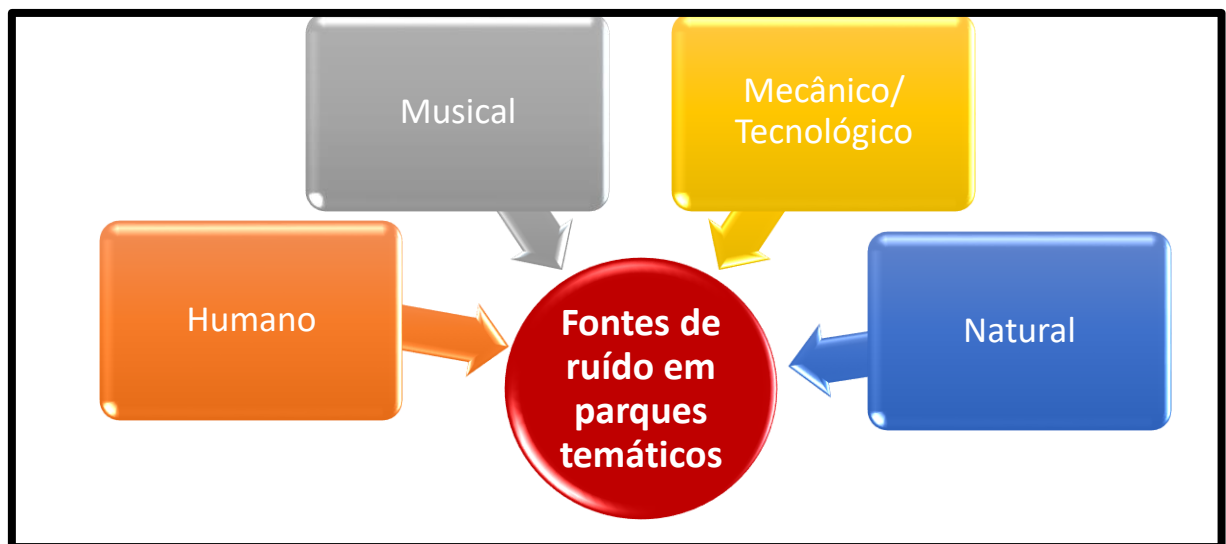 Musical
Mecânico/
Tecnológico
Humano
Natural
Fontes de
ruído em
parques
temáticos